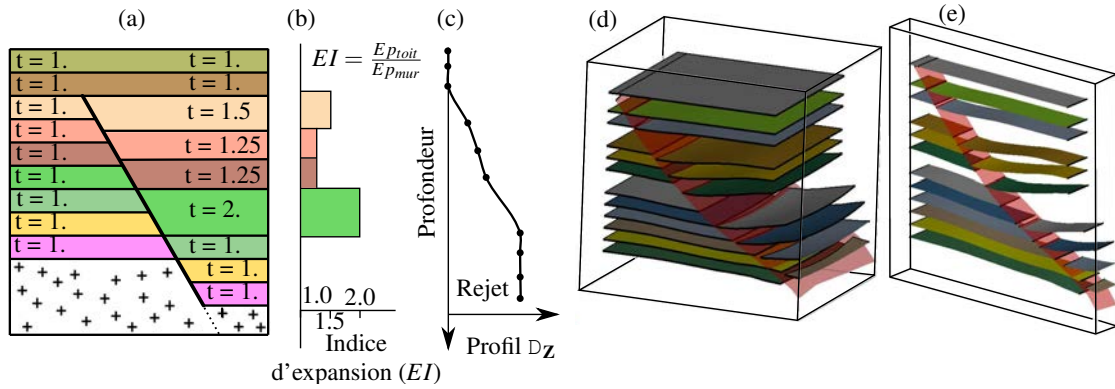 (a) (b) (c) (d) (e)
t = 1. t = 1.
t = 1. t = 1.
t = 1. t = 1.5
t = 1. t = 1.25
t = 1. t = 1.25
t = 1. t = 2.
t = 1. t = 1.
t = 1. t = 1.
t = 1. t = 1.
EI = Ep_toit / Ep_mur
1.0 2.0
1.5
Indice
d'expansion (EI)
Profondeur
Rejet
Profil DZ